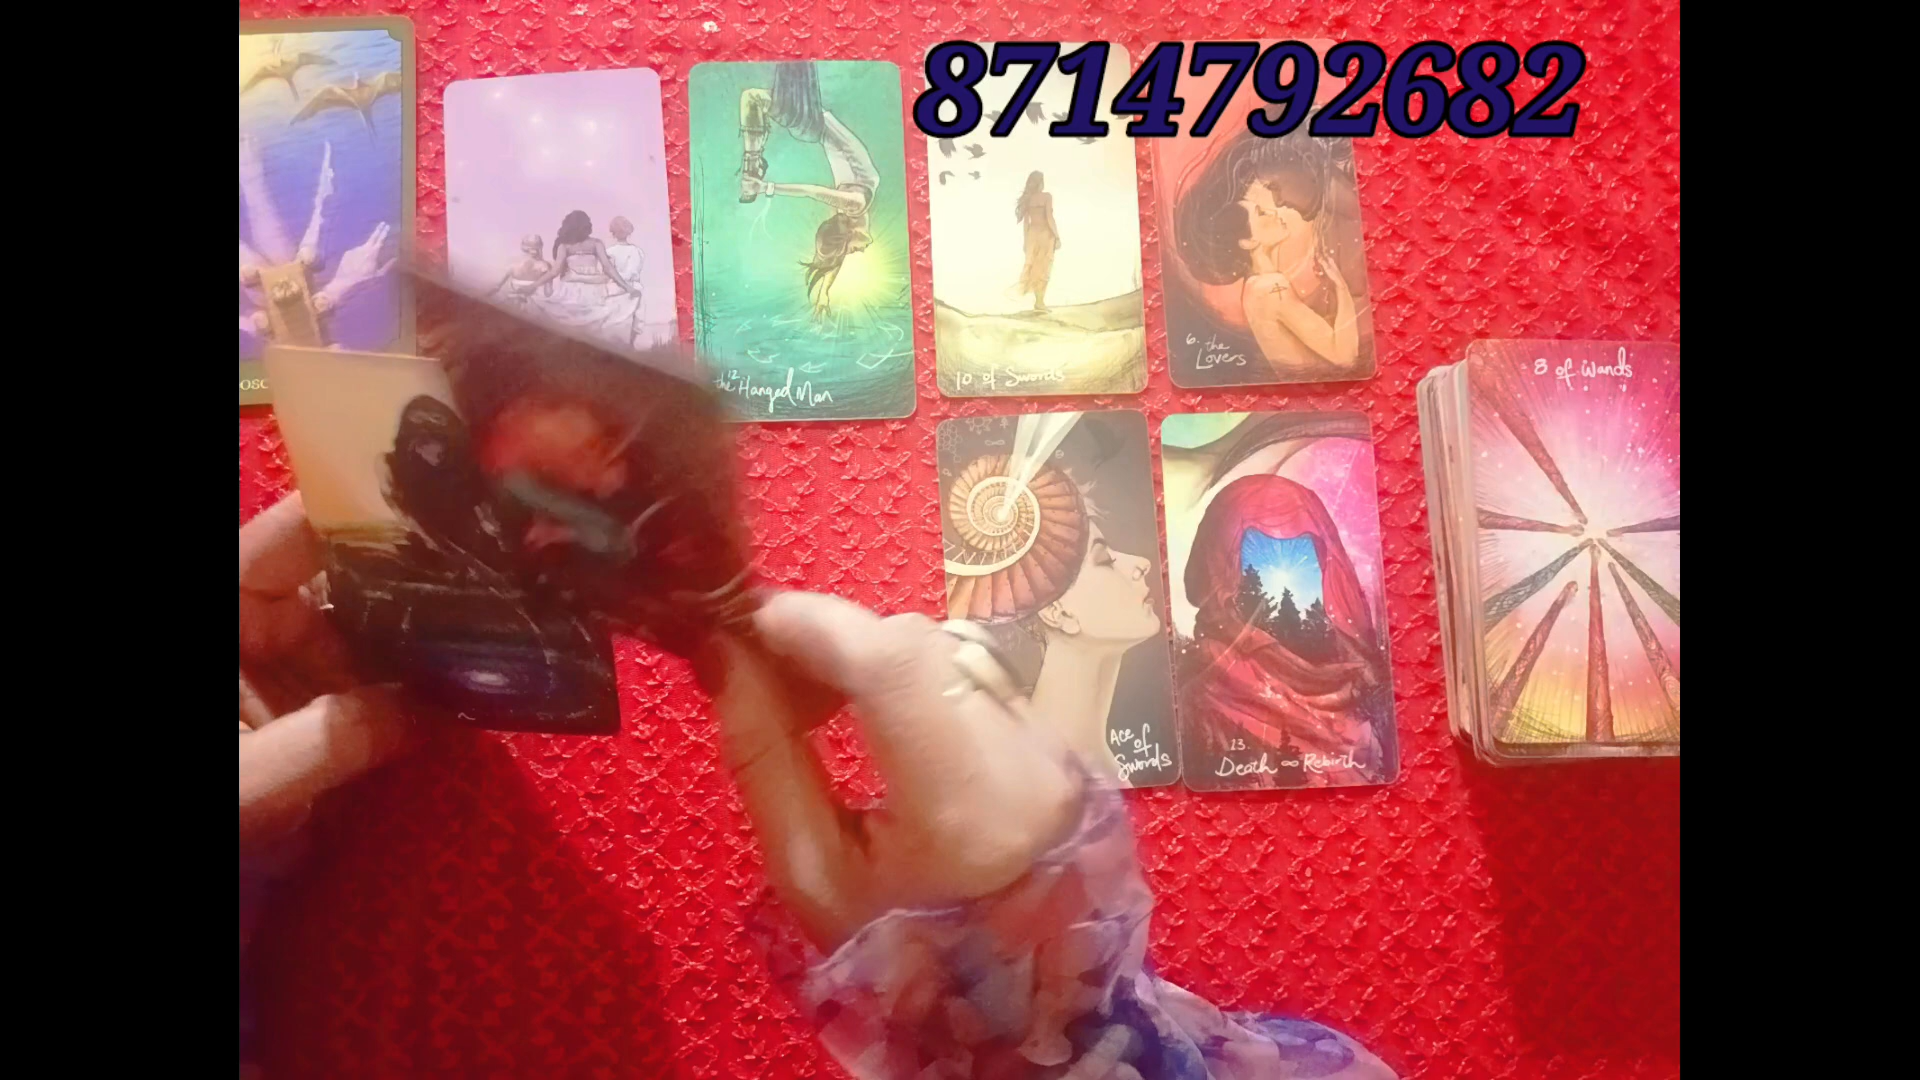 8714792682
OSC
the 12 Hanged Man
10 of Swords
6. the
Lovers
8 of Wands
Ace
of
Swords
13.
Death ∞ Rebirth